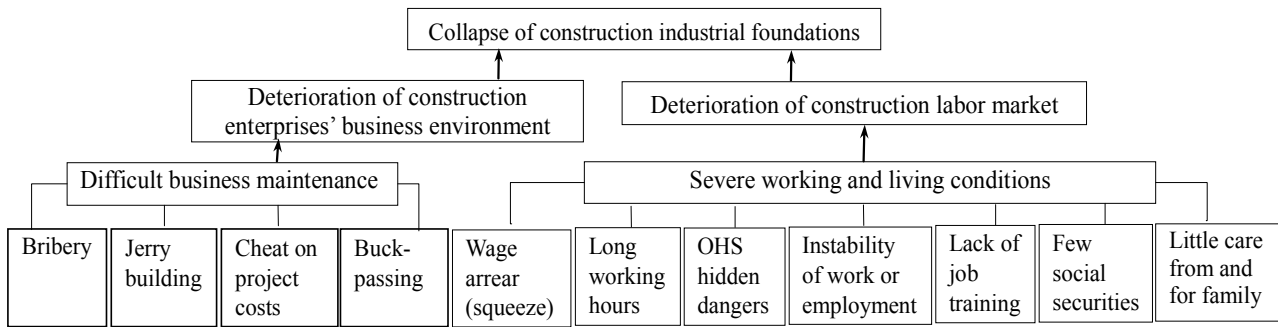 Collapse of construction industrial foundations
Deterioration of construction
enterprises’ business environment
Deterioration of construction labor market
Difficult business maintenance
Severe working and living conditions
Bribery
Jerry
building
Cheat on
project
costs
Buck-
passing
Wage
arrear
(squeeze)
Long
working
hours
OHS
hidden
dangers
Instability
of work or
employment
Lack of
job
training
Few
social
securities
Little care
from and
for family